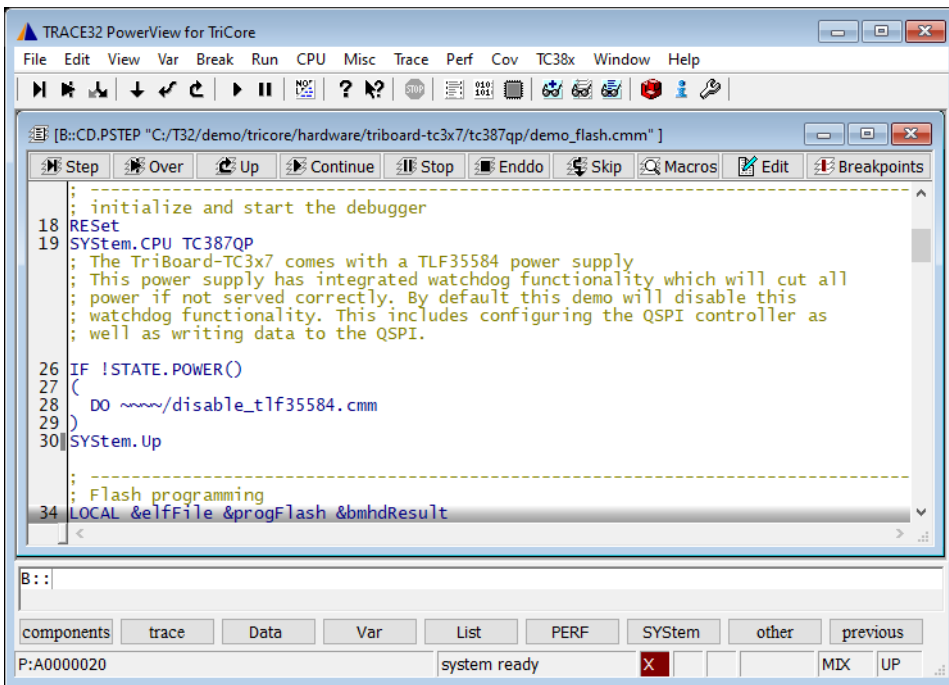 TRACE32 PowerView for TriCore
File Edit View Var Break Run CPU Misc Trace Perf Cov TC38x Window Help
NOP STOP 010 101
[B::CD.PSTEP "C:/T32/demo/tricore/hardware/triboard-tc3x7/tc387qp/demo_flash.cmm" ]
Step Over Up Continue Stop Enddo Skip Macros Edit Breakpoints
; ------------------------------------------------------------------------------
; initialize and start the debugger
18 RESet
19 SYStem.CPU TC387QP
; The TriBoard-TC3x7 comes with a TLF35584 power supply
; This power supply has integrated watchdog functionality which will cut all
; power if not served correctly. By default this demo will disable this
; watchdog functionality. This includes configuring the QSPI controller as
; well as writing data to the QSPI.
26 IF !STATE.POWER()
27 (
28 DO ~~~~/disable_tlf35584.cmm
29 )
30 SYStem.Up
; ------------------------------------------------------------------------------
; Flash programming
34 LOCAL &elfFile &progFlash &bmhdResult
B::
components trace Data Var List PERF SYStem other previous
P:A0000020 system ready X MIX UP